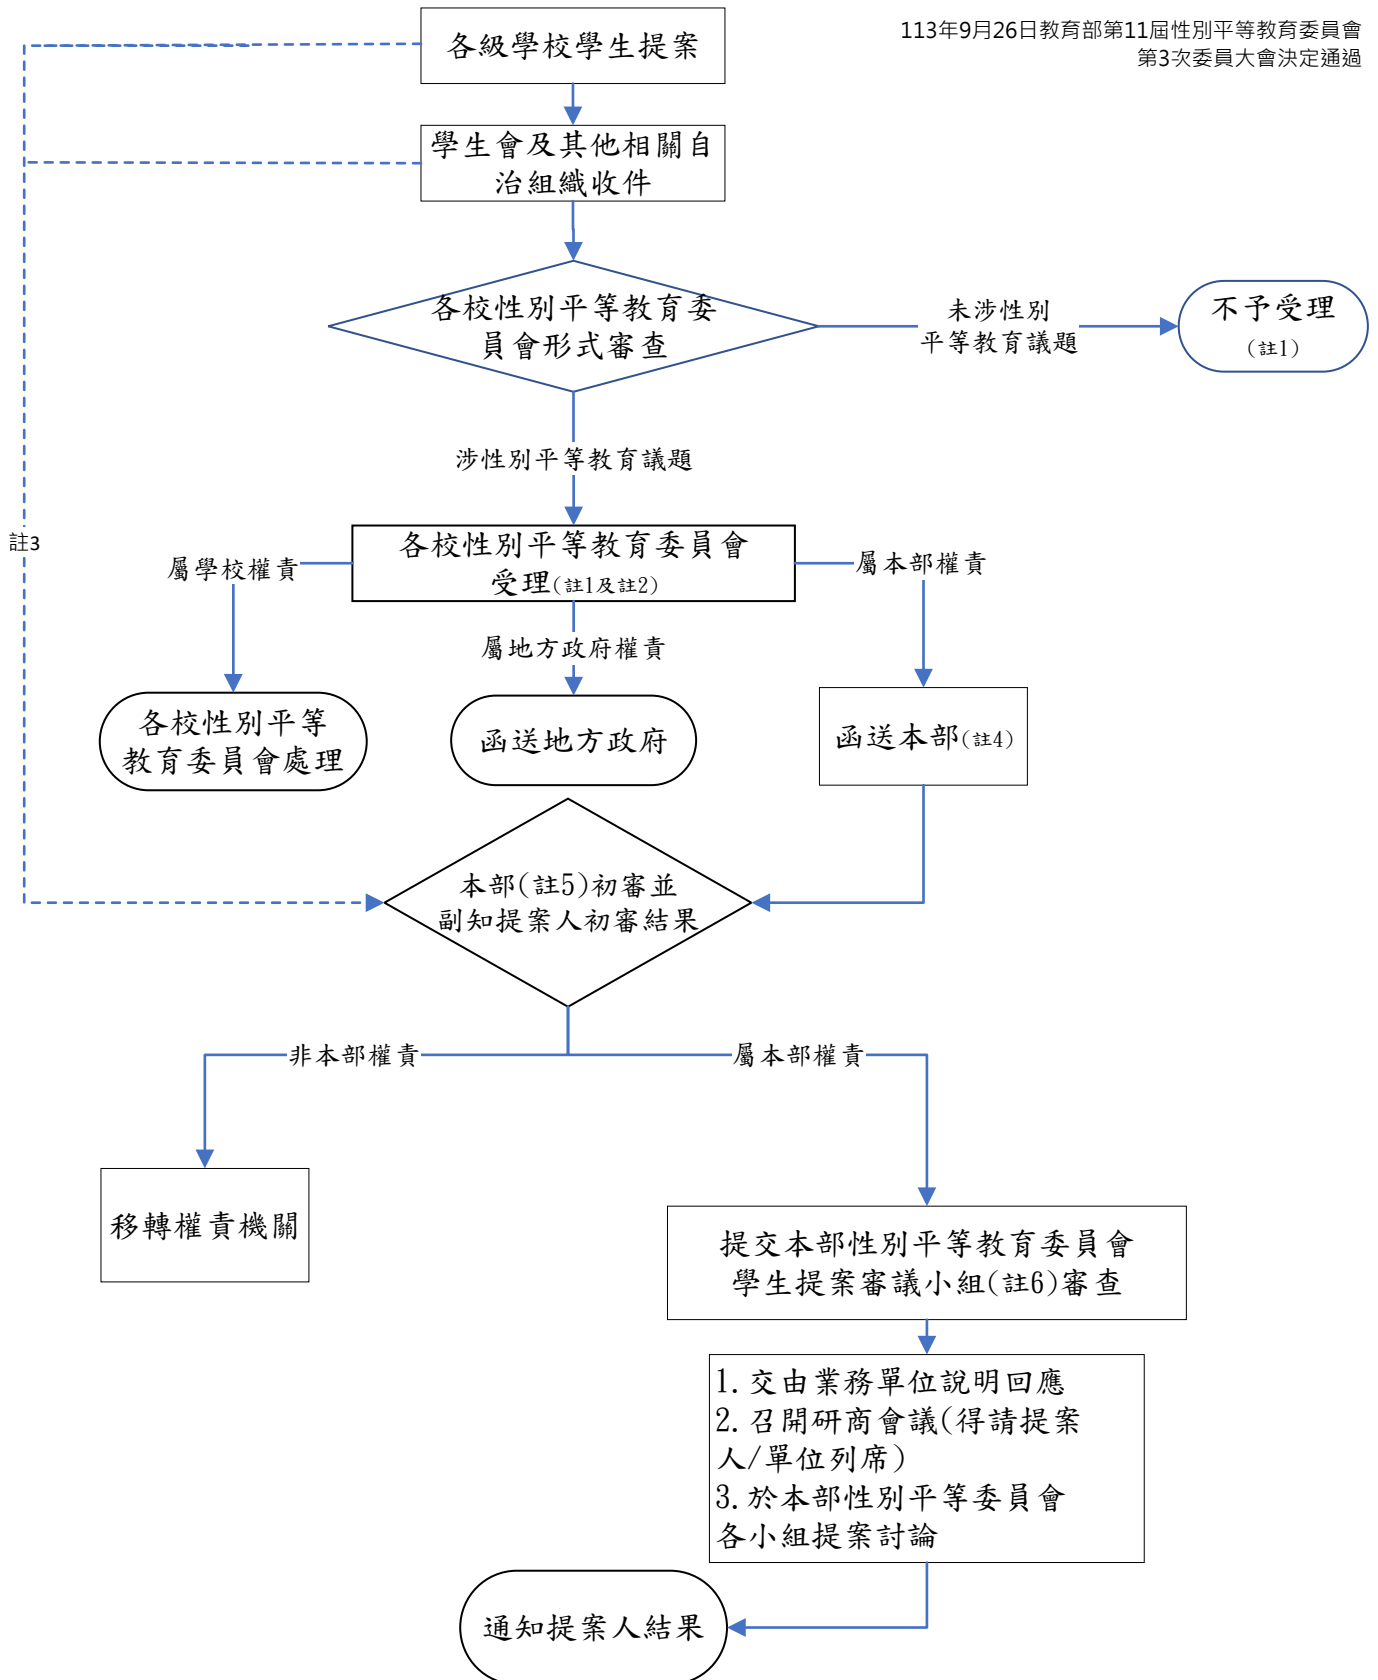 113年9月26日教育部第11屆性別平等教育委員會
第3次委員大會決定通過
各級學校學生提案
學生會及其他相關自
治組織收件
各校性別平等教育委
員會形式審查
未涉性別
平等教育議題
不予受理
(註1)
涉性別平等教育議題
註3
各校性別平等教育委員會
受理(註1及註2)
屬學校權責
屬地方政府權責
屬本部權責
各校性別平等
教育委員會處理
函送地方政府
函送本部(註4)
本部(註5)初審並
副知提案人初審結果
非本部權責
屬本部權責
移轉權責機關
提交本部性別平等教育委員會
學生提案審議小組(註6)審查
1. 交由業務單位說明回應
2. 召開研商會議(得請提案
人/單位列席)
3. 於本部性別平等委員會
各小組提案討論
通知提案人結果